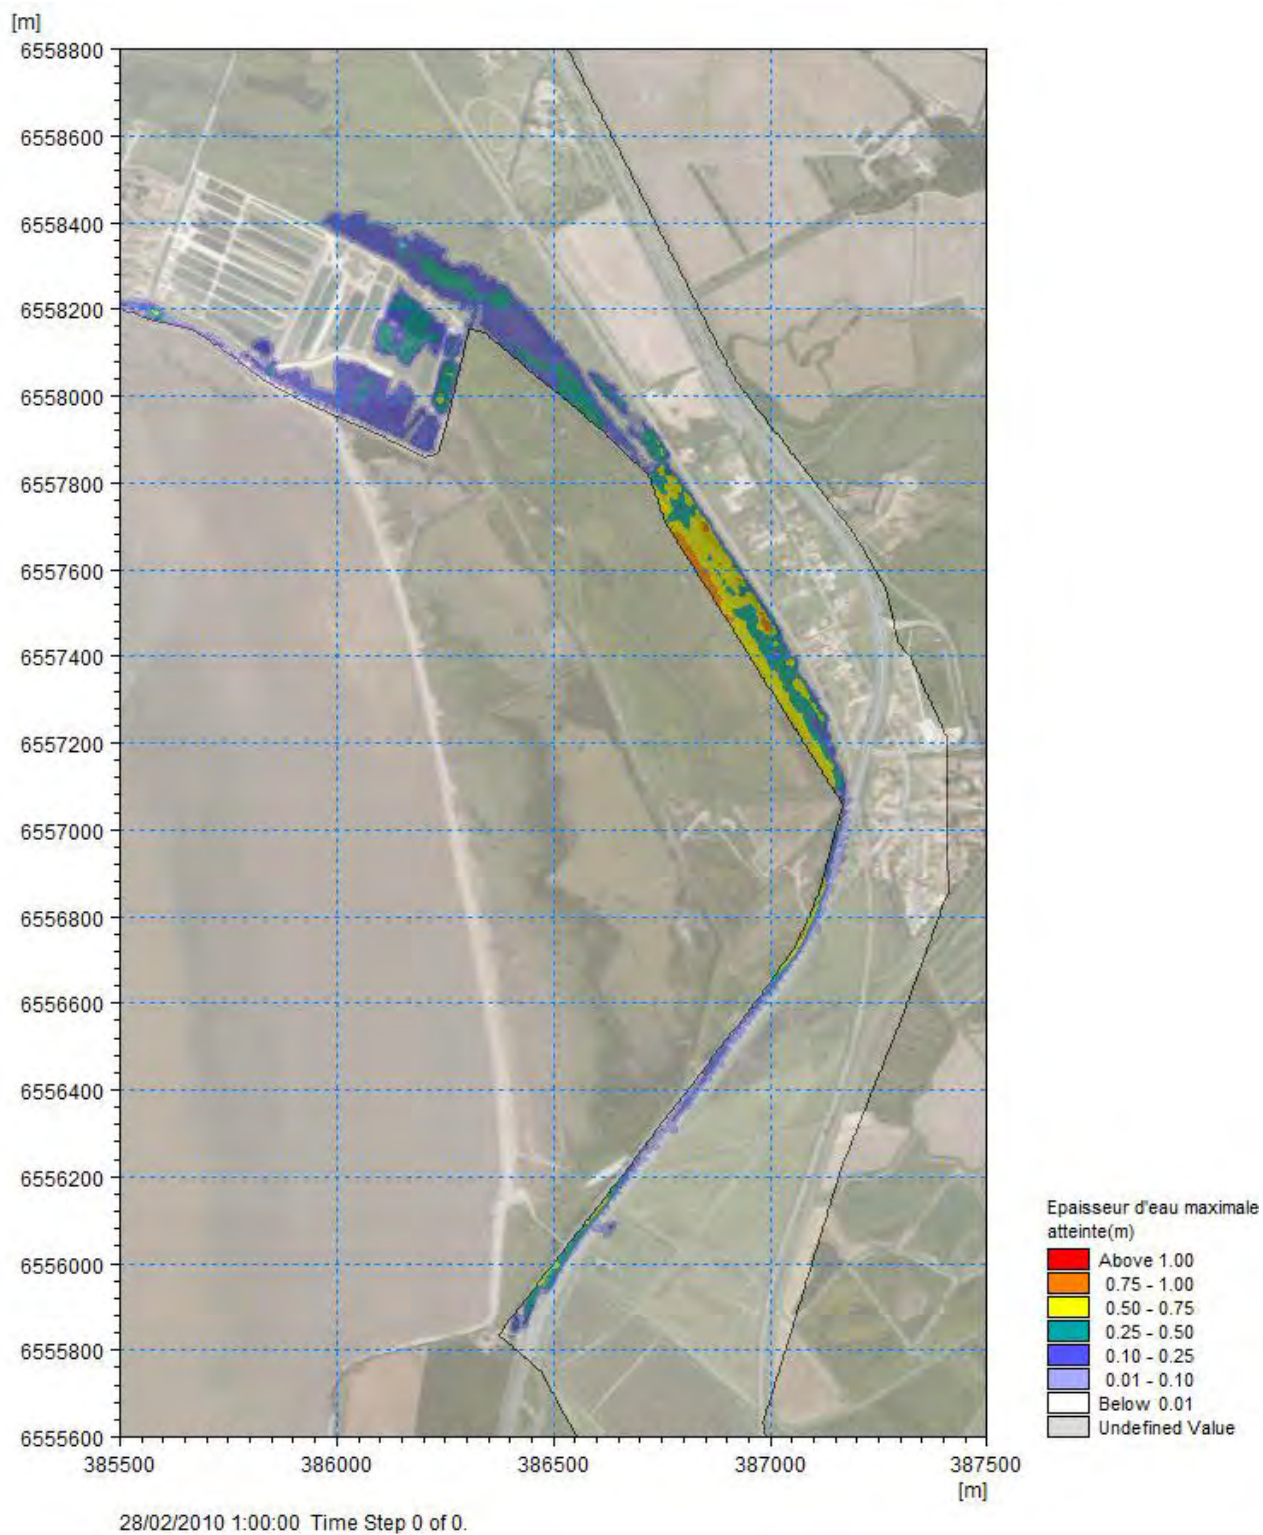 [m]
6558800
6558600
6558400
6558200
6558000
6557800
6557600
6557400
6557200
6557000
6556800
6556600
6556400
6556200
6556000
6555800
6555600
385500 386000 386500 387000 387500
[m]
Epaisseur d'eau maximale
atteinte(m)
Above 1.00
0.75 - 1.00
0.50 - 0.75
0.25 - 0.50
0.10 - 0.25
0.01 - 0.10
Below 0.01
Undefined Value
28/02/2010 1:00:00 Time Step 0 of 0.